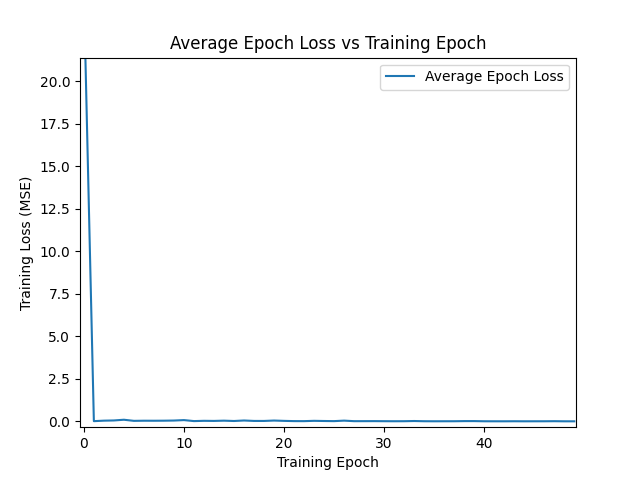 Average Epoch Loss vs Training Epoch
Average Epoch Loss
20.0
17.5
15.0
12.5
10.0
7.5
5.0
2.5
0.0
Training Loss (MSE)
0 10 20 30 40
Training Epoch